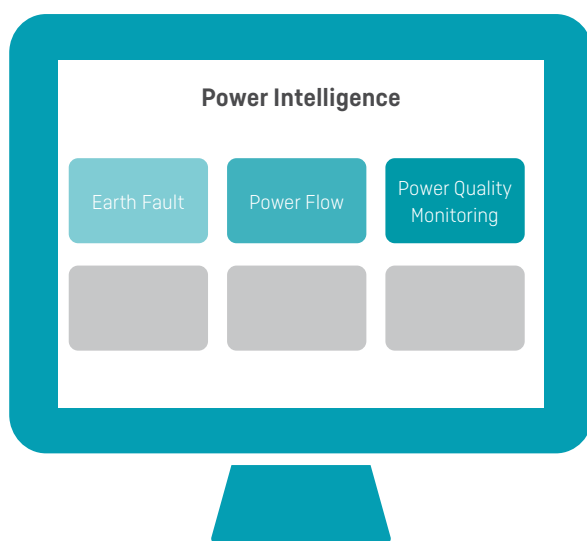 Power Intelligence
Earth Fault
Power Flow
Power Quality
Monitoring